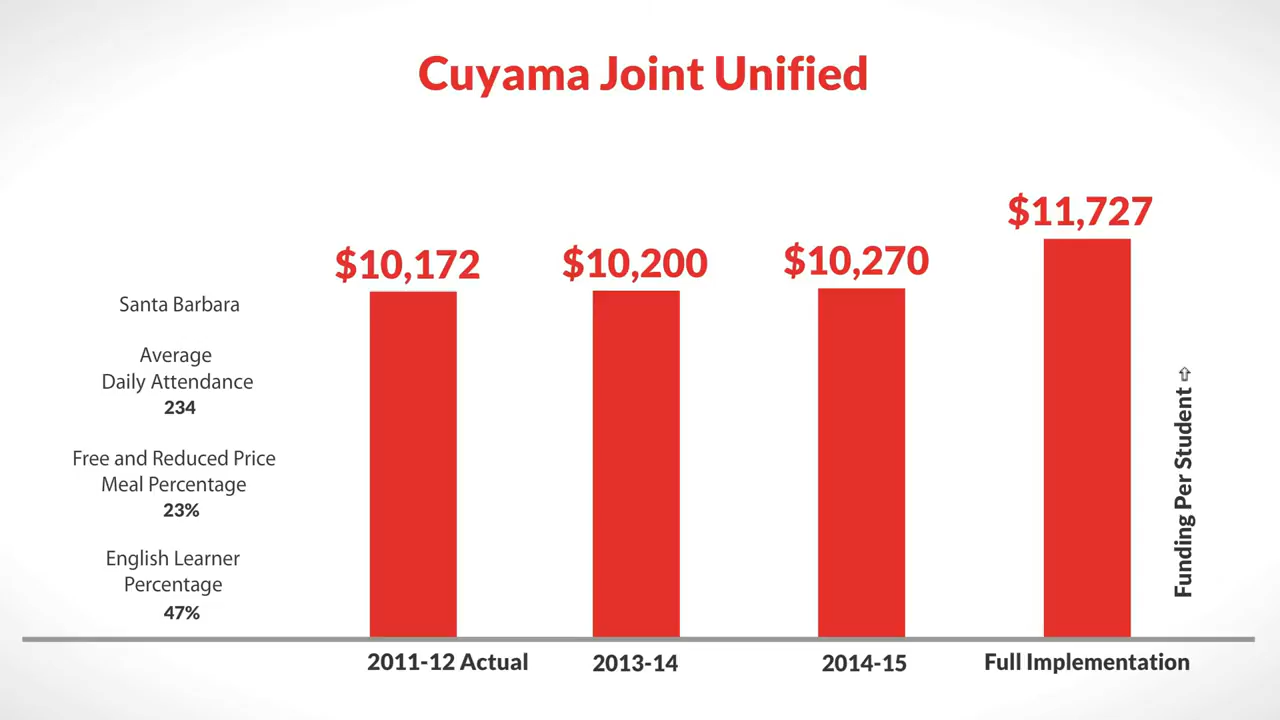 Cuyama Joint Unified
$10,172
$10,200
$10,270
$11,727
Santa Barbara
Average
Daily Attendance
234
Free and Reduced Price
Meal Percentage
23%
English Learner
Percentage
47%
Funding Per Student ⇨
2011-12 Actual
2013-14
2014-15
Full Implementation